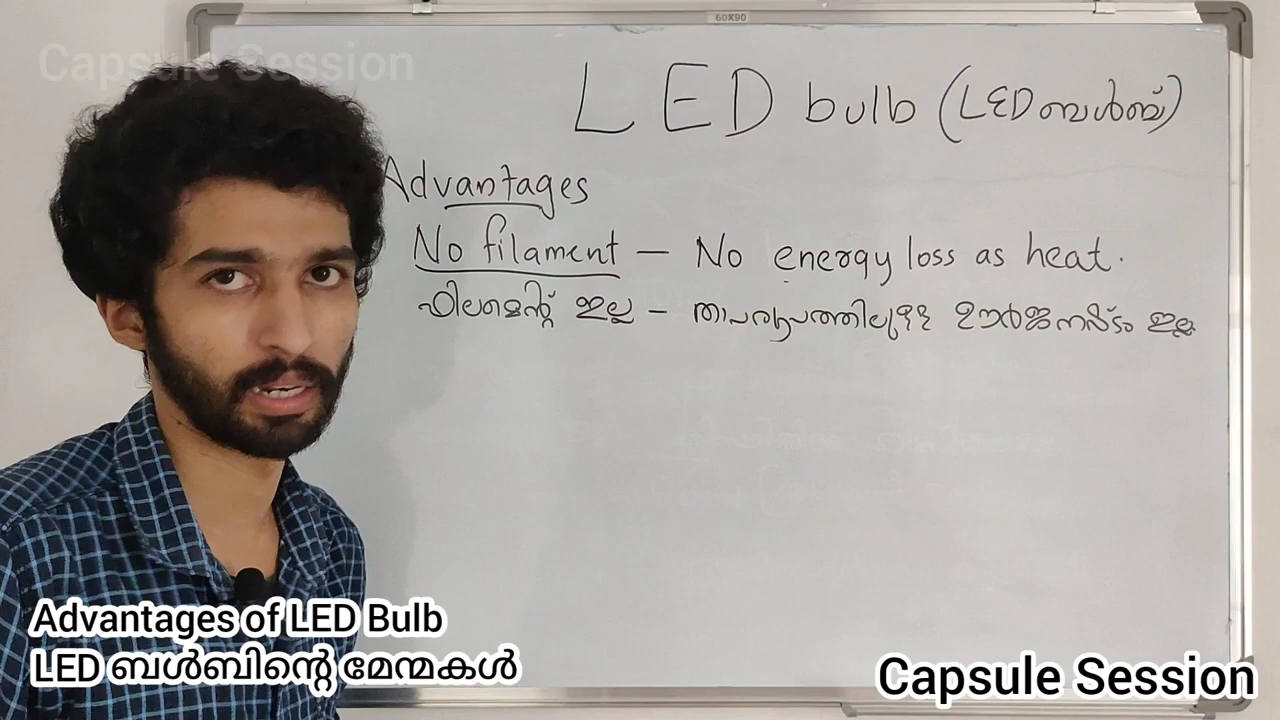 60X90
Capsule Session
LED bulb (LED ബൾബ്)
Advantages
No filament — No energy loss as heat.
ഫിലമെന്റ് ഇല്ല — താപരൂപത്തിലുള്ള ഊർജനഷ്ടം ഇല്ല
Advantages of LED Bulb
LED ബൾബിന്റെ മേന്മകൾ
Capsule Session